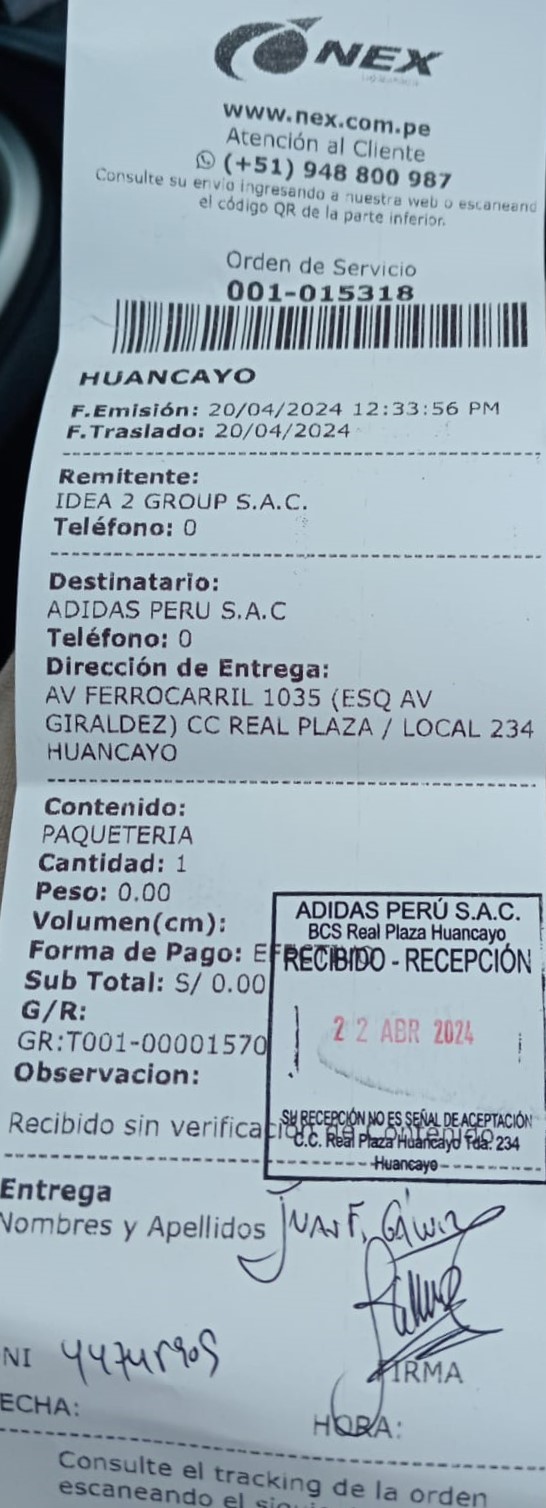 NEX
www.nex.com.pe
Atención al Cliente
(+51) 948 800 987
Consulte su envío ingresando a nuestra web o escaneand
el código QR de la parte inferior.
Orden de Servicio
001-015318
HUANCAYO
F.Emisión: 20/04/2024 12:33:56 PM
F.Traslado: 20/04/2024
Remitente:
IDEA 2 GROUP S.A.C.
Teléfono: 0
Destinatario:
ADIDAS PERU S.A.C
Teléfono: 0
Dirección de Entrega:
AV FERROCARRIL 1035 (ESQ AV
GIRALDEZ) CC REAL PLAZA / LOCAL 234
HUANCAYO
Contenido:
PAQUETERIA
Cantidad: 1
Peso: 0.00
Volumen(cm):
Forma de Pago:
Sub Total: S/ 0.00
G/R:
GR:T001-00001570
Observacion:
Recibido sin
ADIDAS PERÚ S.A.C.
BCS Real Plaza Huancayo
RECIBIDO - RECEPCIÓN
22 ABR 2024
SU RECEPCIÓN NO ES SEÑAL DE ACEPTACIÓN
C.C. Real Plaza Huancayo Tda. 234
Huancayo
Entrega
Nombres y Apellidos Juan F.
NI
FIRMA
ECHA:
HORA:
Consulte el tracking de la orden
escaneando el